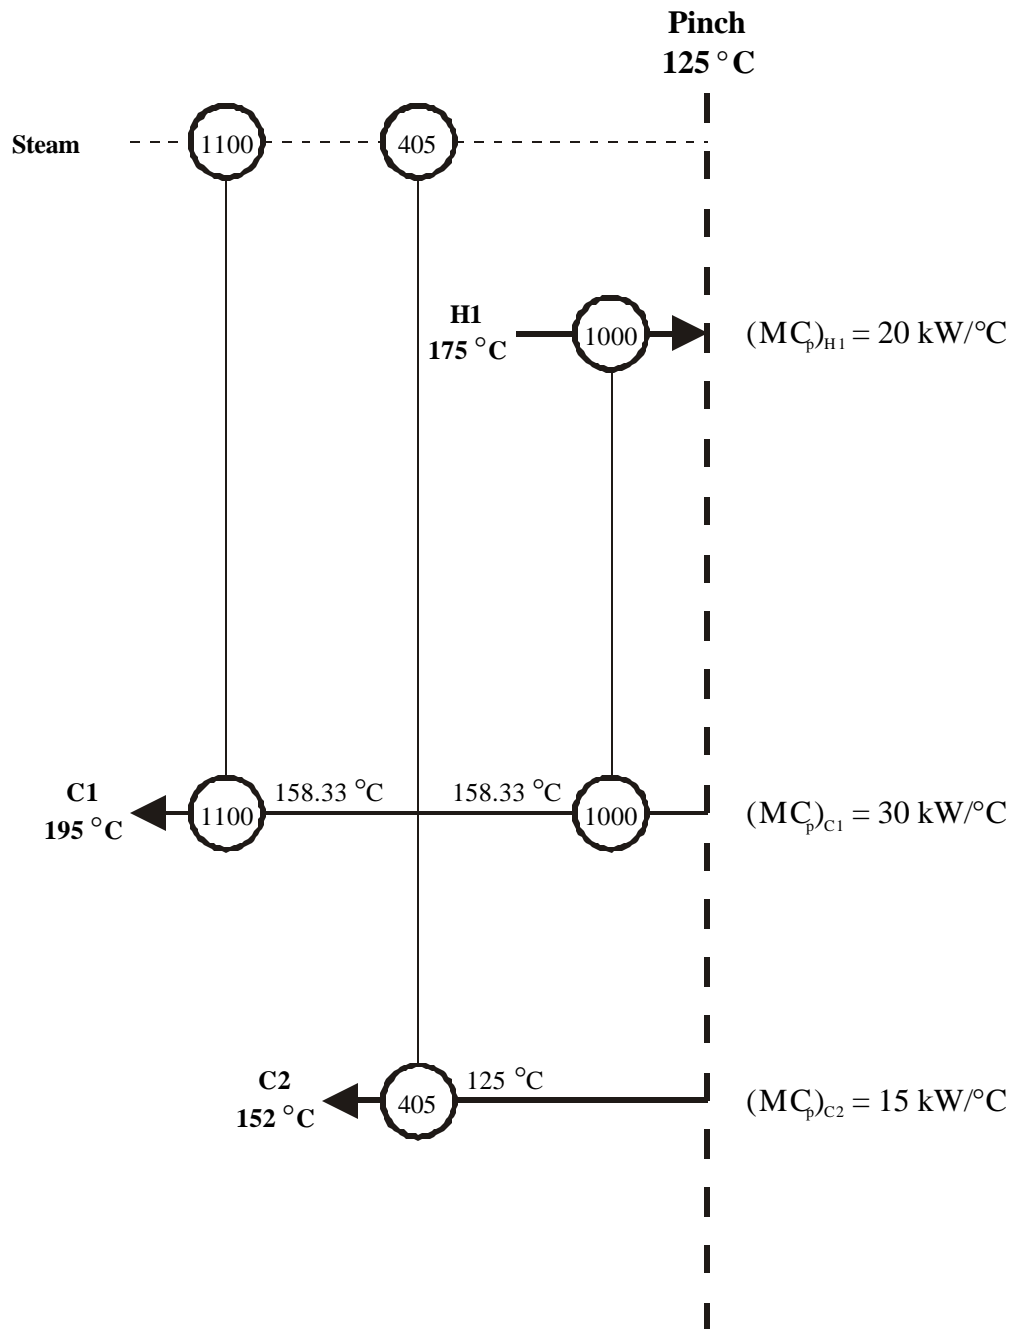 Pinch
125 °C
Steam
1100
405
H1
175 °C
1000
(MCp)H1 = 20 kW/°C
C1
195 °C
1100
158.33 °C
158.33 °C
1000
(MCp)C1 = 30 kW/°C
C2
152 °C
405
125 °C
(MCp)C2 = 15 kW/°C